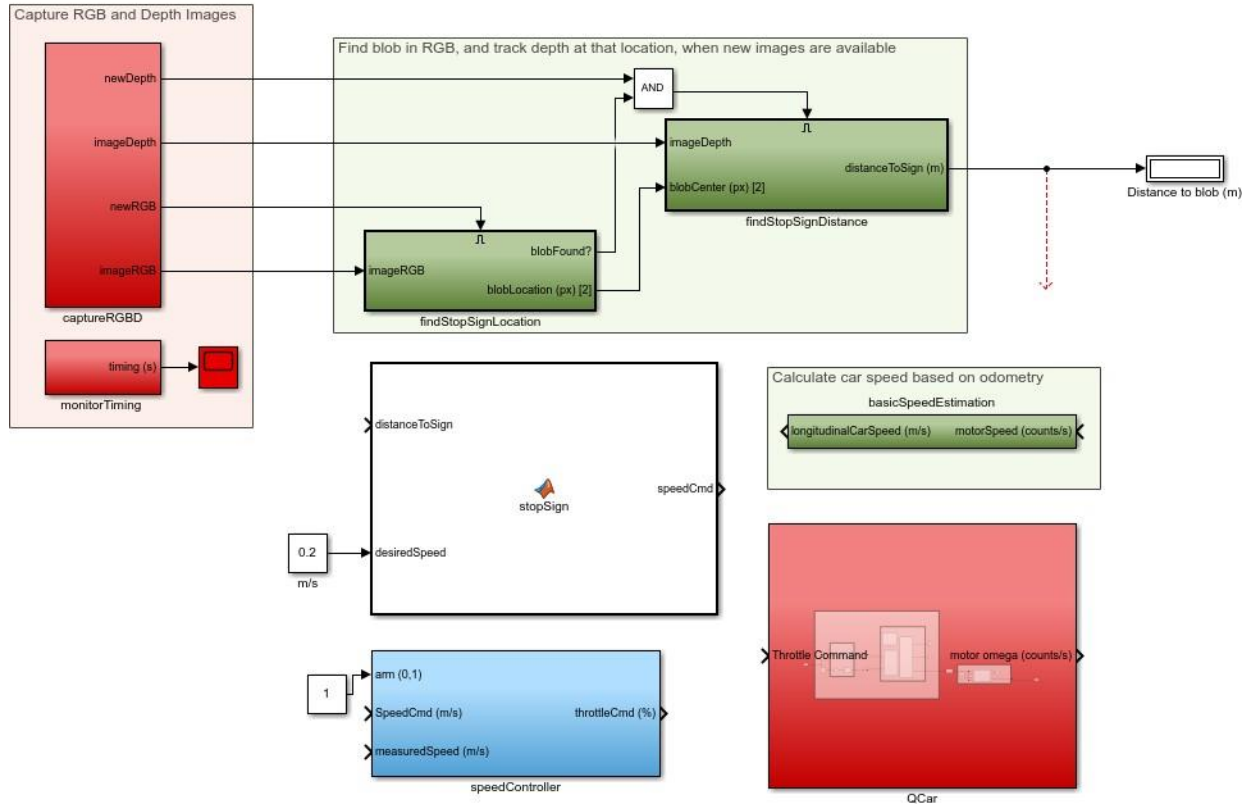 Capture RGB and Depth Images
newDepth
imageDepth
newRGB
imageRGB
captureRGBD
timing (s)
monitorTiming
Find blob in RGB, and track depth at that location, when new images are available
AND
imageDepth
blobCenter (px) [2]
distanceToSign (m)
findStopSignDistance
imageRGB
blobFound?
blobLocation (px) [2]
findStopSignLocation
Distance to blob (m)
distanceToSign
desiredSpeed
stopSign
speedCmd
0.2
m/s
Calculate car speed based on odometry
basicSpeedEstimation
longitudinalCarSpeed (m/s)
motorSpeed (counts/s)
1
arm (0,1)
SpeedCmd (m/s)
measuredSpeed (m/s)
throttleCmd (%)
speedController
Throttle Command
motor omega (counts/s)
QCar